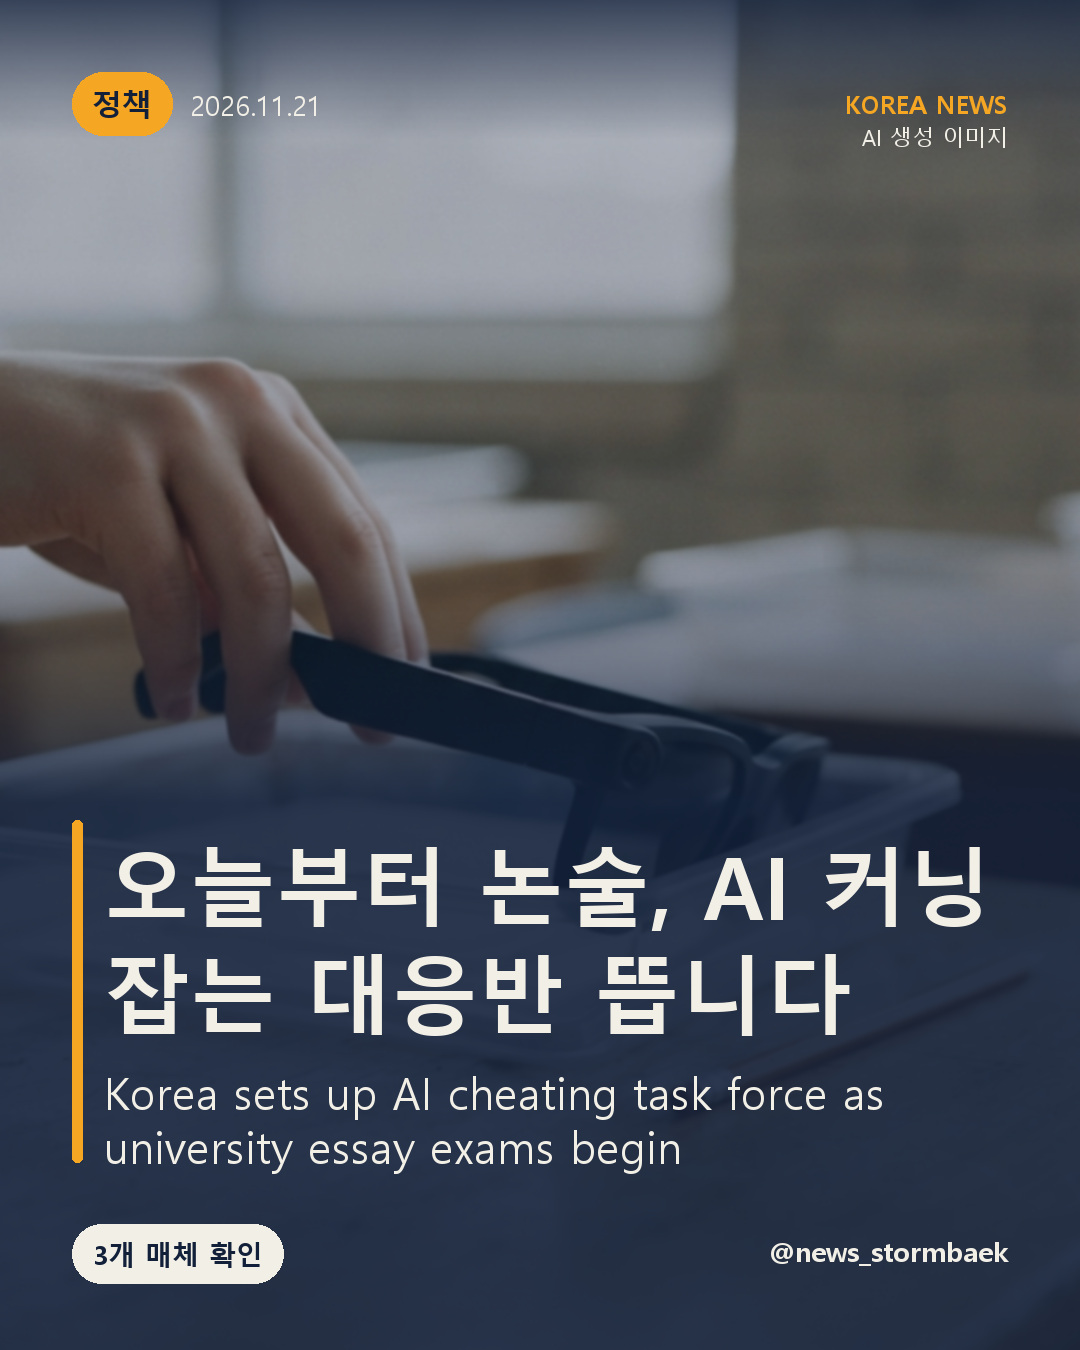 정책 2026.11.21
KOREA NEWS
AI 생성 이미지
오늘부터 논술, AI 커닝
잡는 대응반 뜹니다
Korea sets up AI cheating task force as
university essay exams begin
3개 매체 확인
@news_stormbaek